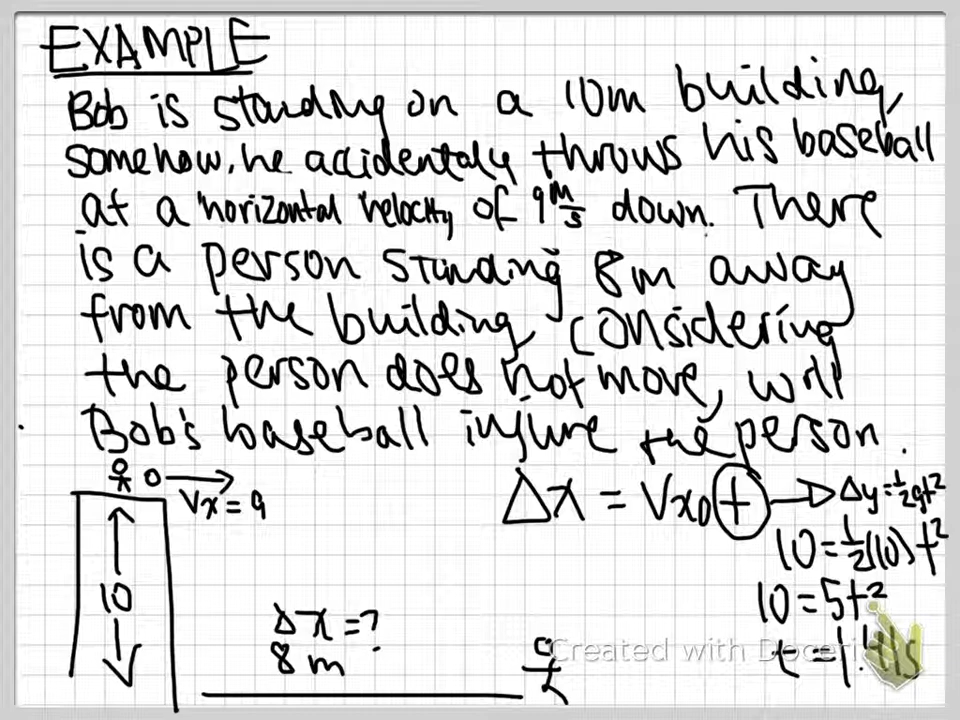 EXAMPLE
Bob is standing on a 10m building,
somehow, he accidentaly throws his baseball
at a horizontal velocity of 9 m/s down. There
is a person standing 8m away
from the building, considering
the person does not move, will
Bob's baseball injure the person.
Vx = 9
10
Δx = ?
8 m
Δx = Vx₀ t → Δy = ½gt²
10 = ½(10)t²
10 = 5t²
Created with Doceri